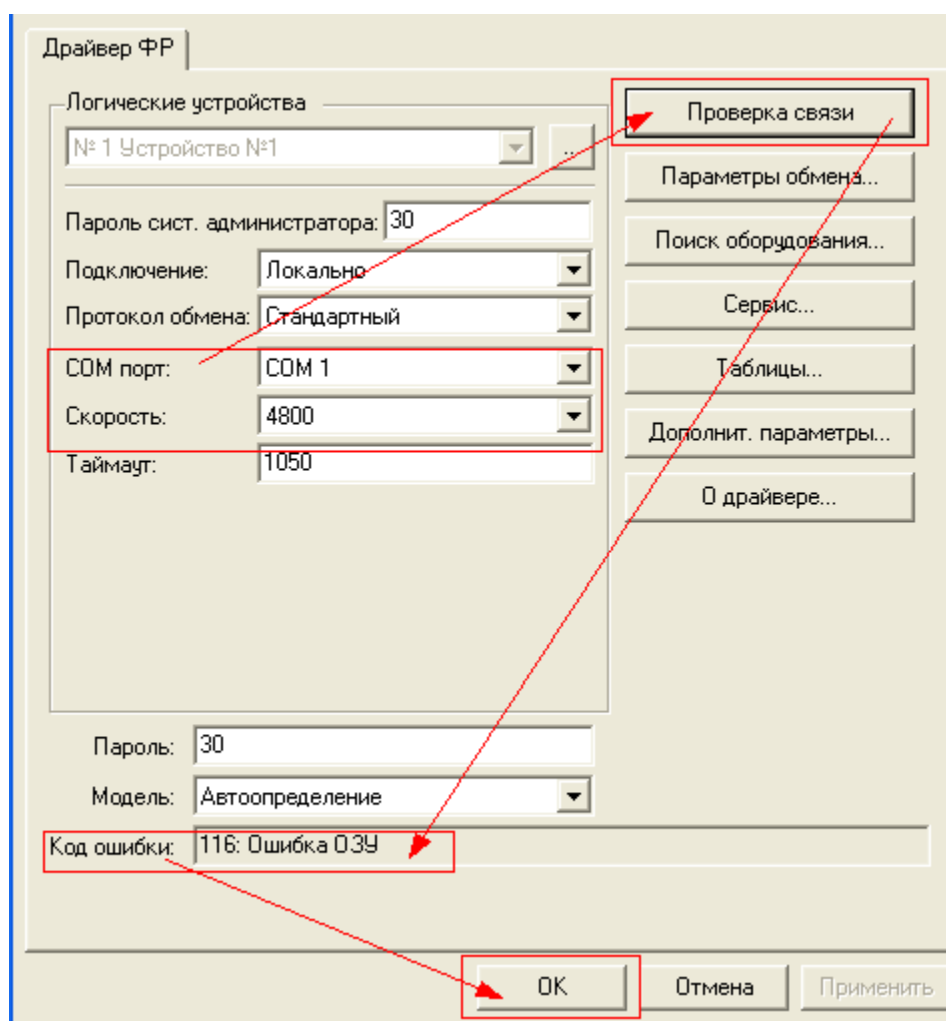 Драйвер ФР
Логические устройства
№ 1 Устройство №1
...
Пароль сист. администратора: 30
Подключение: Локально
Протокол обмена: Стандартный
COM порт: COM 1
Скорость: 4800
Таймаут: 1050
Проверка связи
Параметры обмена...
Поиск оборудования...
Сервис...
Таблицы...
Дополнит. параметры...
О драйвере...
Пароль: 30
Модель: Автоопределение
Код ошибки: 116: Ошибка ОЗУ
OK
Отмена
Применить